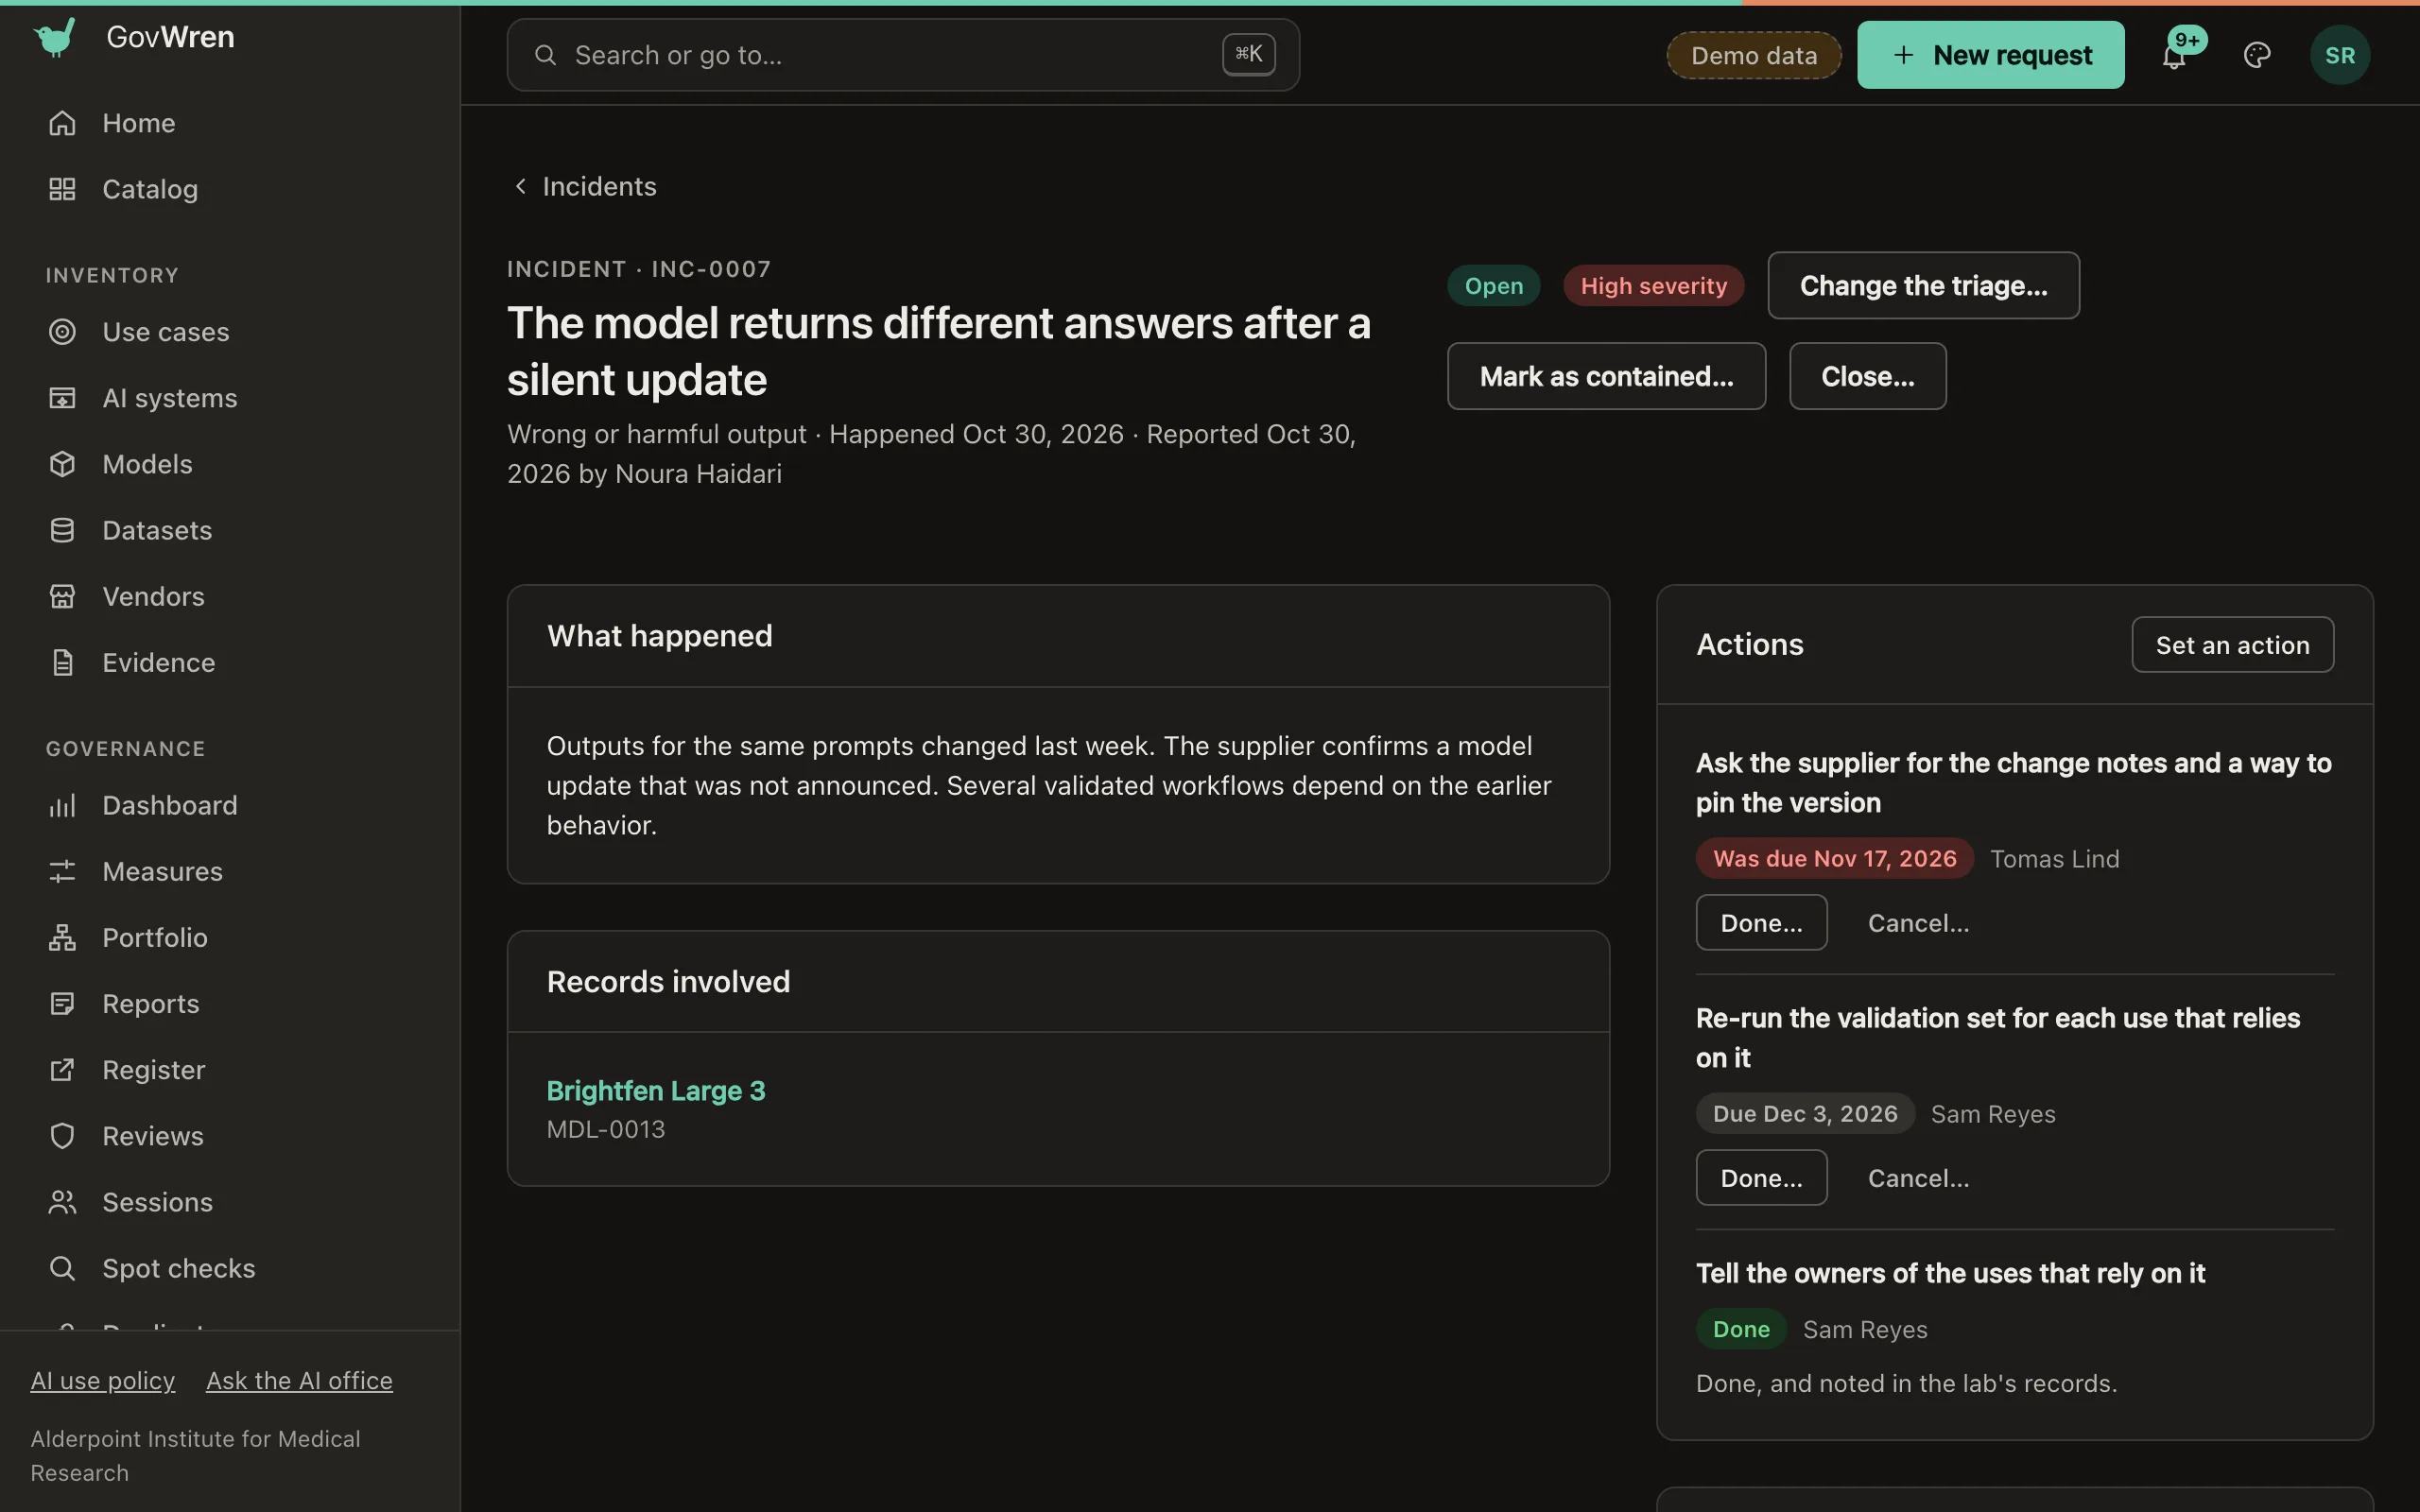 GovWren
Search or go to...
⌘K
Demo data
+ New request
9+
SR
Home
Catalog
INVENTORY
Use cases
AI systems
Models
Datasets
Vendors
Evidence
GOVERNANCE
Dashboard
Measures
Portfolio
Reports
Register
Reviews
Sessions
Spot checks
AI use policy
Ask the AI office
Alderpoint Institute for Medical
Research
Incidents
INCIDENT · INC-0007
The model returns different answers after a
silent update
Wrong or harmful output · Happened Oct 30, 2026 · Reported Oct 30,
2026 by Noura Haidari
Open
High severity
Change the triage...
Mark as contained...
Close...
What happened
Outputs for the same prompts changed last week. The supplier confirms a model
update that was not announced. Several validated workflows depend on the earlier
behavior.
Records involved
Brightfen Large 3
MDL-0013
Actions
Set an action
Ask the supplier for the change notes and a way to
pin the version
Was due Nov 17, 2026
Tomas Lind
Done...
Cancel...
Re-run the validation set for each use that relies
on it
Due Dec 3, 2026
Sam Reyes
Done...
Cancel...
Tell the owners of the uses that rely on it
Done
Sam Reyes
Done, and noted in the lab's records.